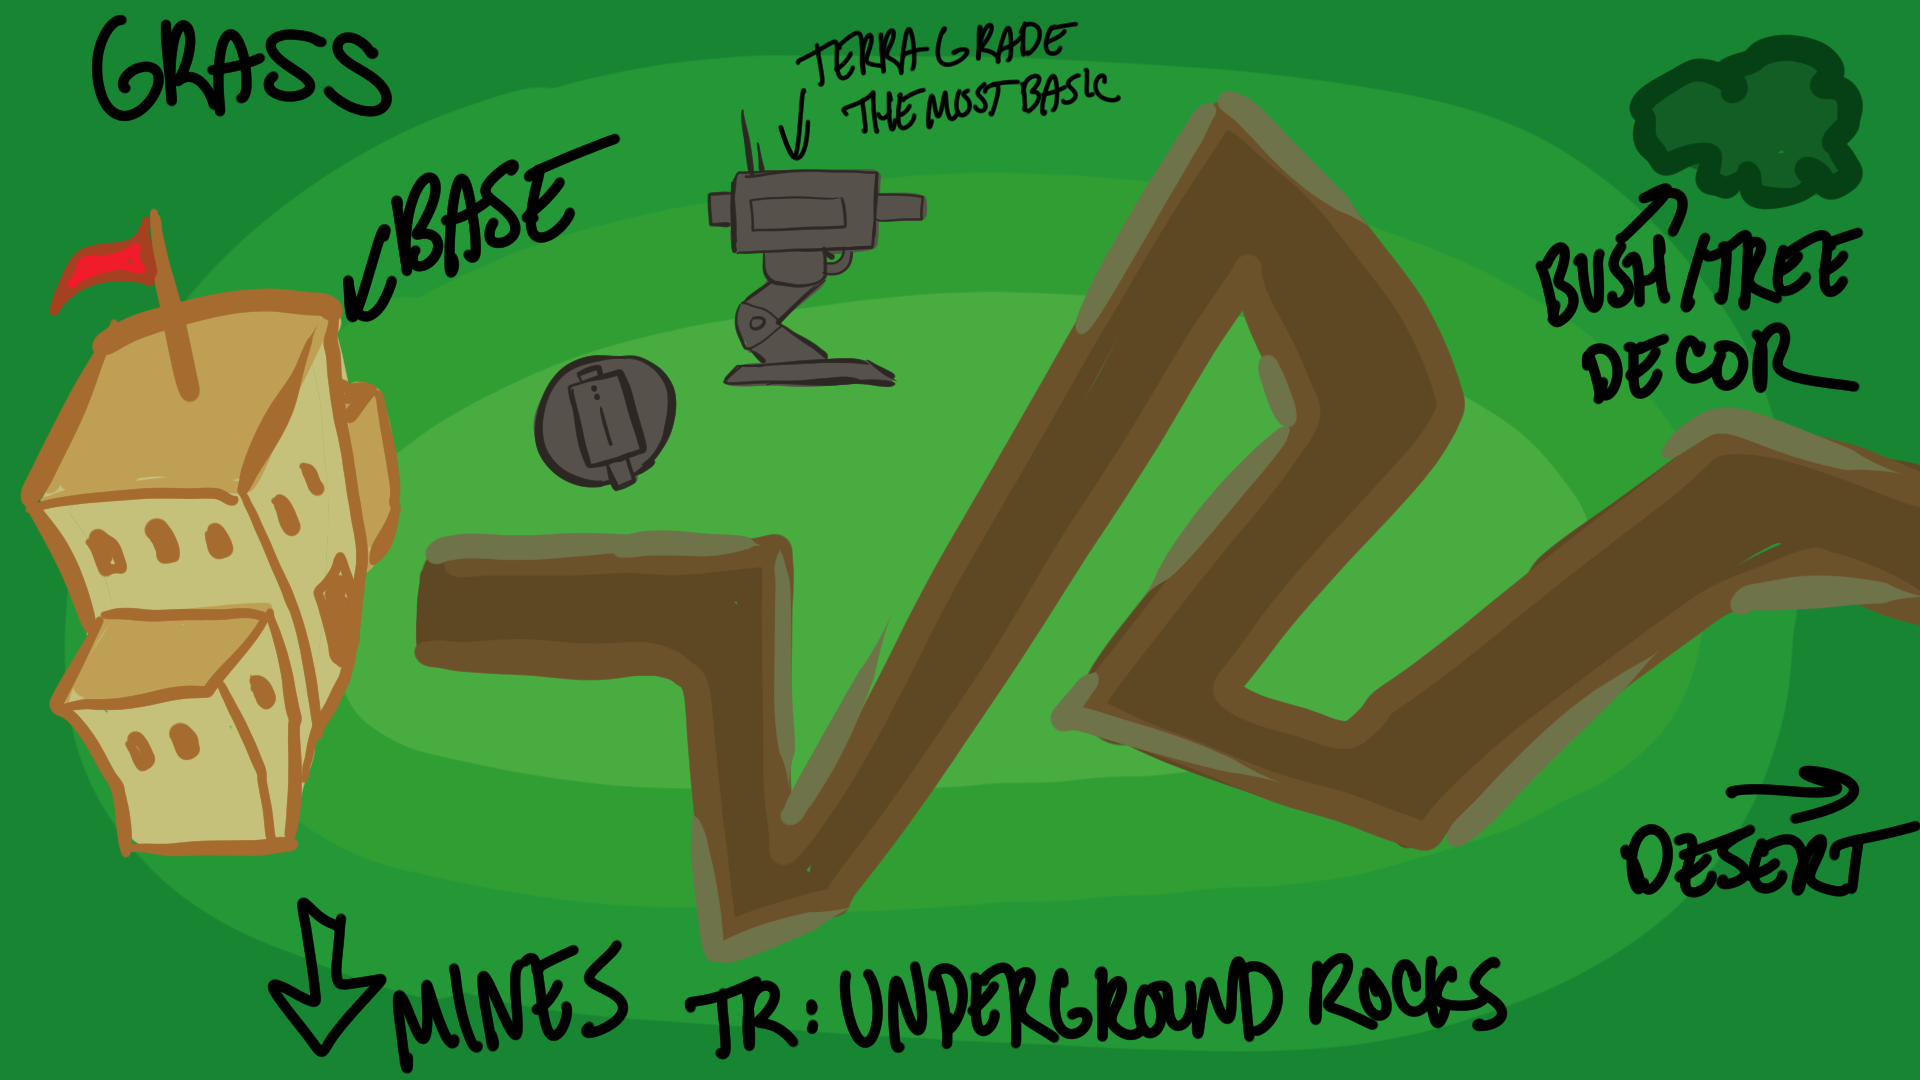 GRASS
TERRA-GRADE
THE MOST BASIC
BASE
BUSH/TREE
DECOR
DESERT
MINES
TR: UNDERGROUND ROCKS